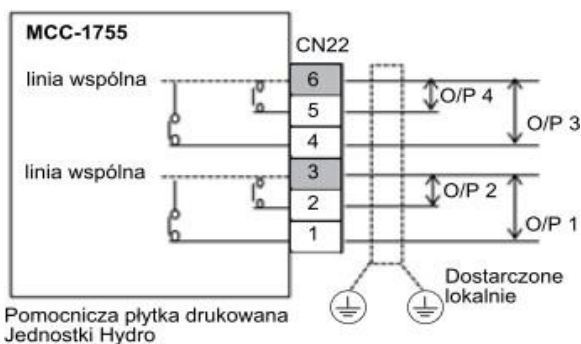 MCC-1755
CN22
linia wspólna
6
5
O/P 4
4
O/P 3
linia wspólna
3
2
O/P 2
1
O/P 1
Dostarczone
lokalnie
Pomocnicza płytka drukowana
Jednostki Hydro